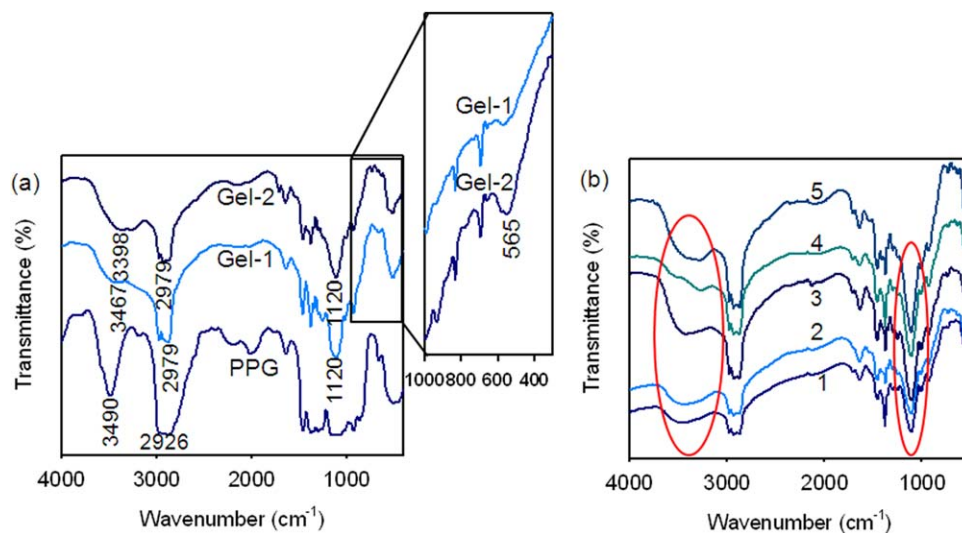 (a)
Transmittance (%)
Gel-2
Gel-1
PPG
3398
3467
2979
2979
3490
2926
1120
1120
4000 3000 2000 1000
Wavenumber (cm-1)
Gel-1
Gel-2
565
1000 800 600 400
(b)
Transmittance (%)
5
4
3
2
1
4000 3000 2000 1000
Wavenumber (cm-1)